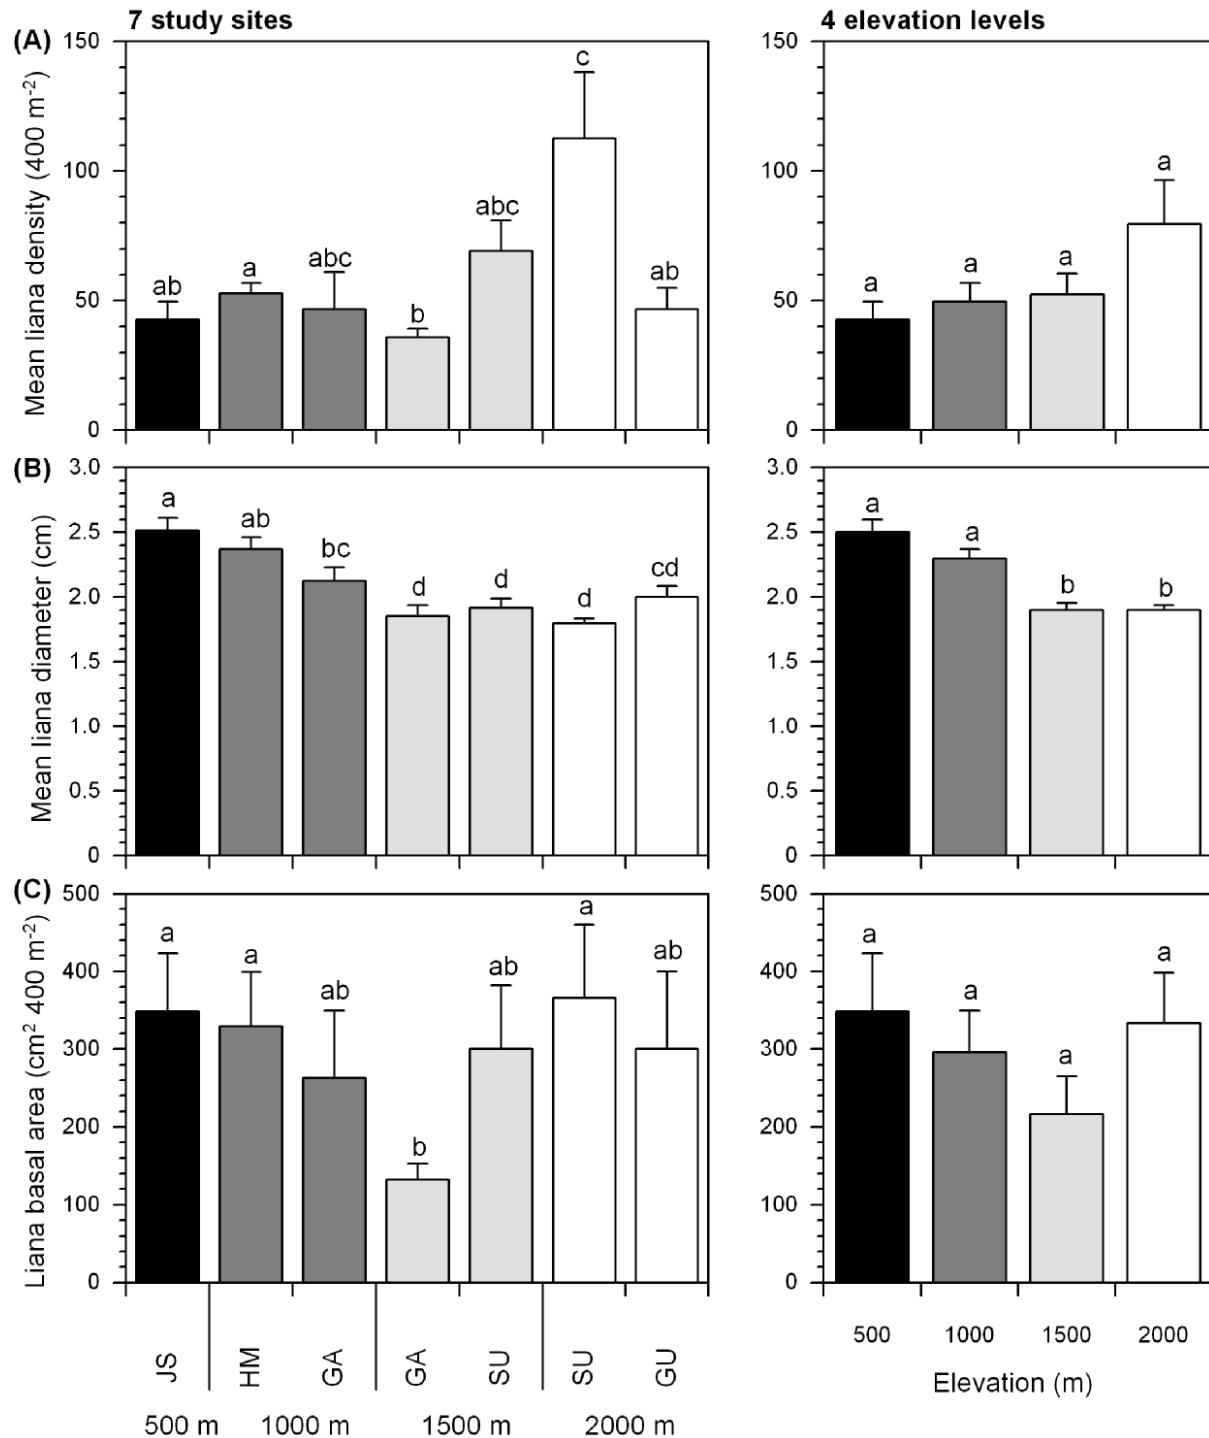 7 study sites
4 elevation levels
(A)
Mean liana density (400 m⁻²)
150
100
50
0
ab
a
abc
b
abc
c
ab
150
100
50
0
a
a
a
a
(B)
Mean liana diameter (cm)
3.0
2.5
2.0
1.5
1.0
0.5
0
a
ab
bc
d
d
d
cd
3.0
2.5
2.0
1.5
1.0
0.5
0
a
a
b
b
(C)
Liana basal area (cm² 400 m⁻²)
500
400
300
200
100
0
a
a
ab
b
ab
a
ab
500
400
300
200
100
0
a
a
a
a
JS
HM
GA
GA
SU
SU
GU
500 m
1000 m
1500 m
2000 m
500
1000
1500
2000
Elevation (m)